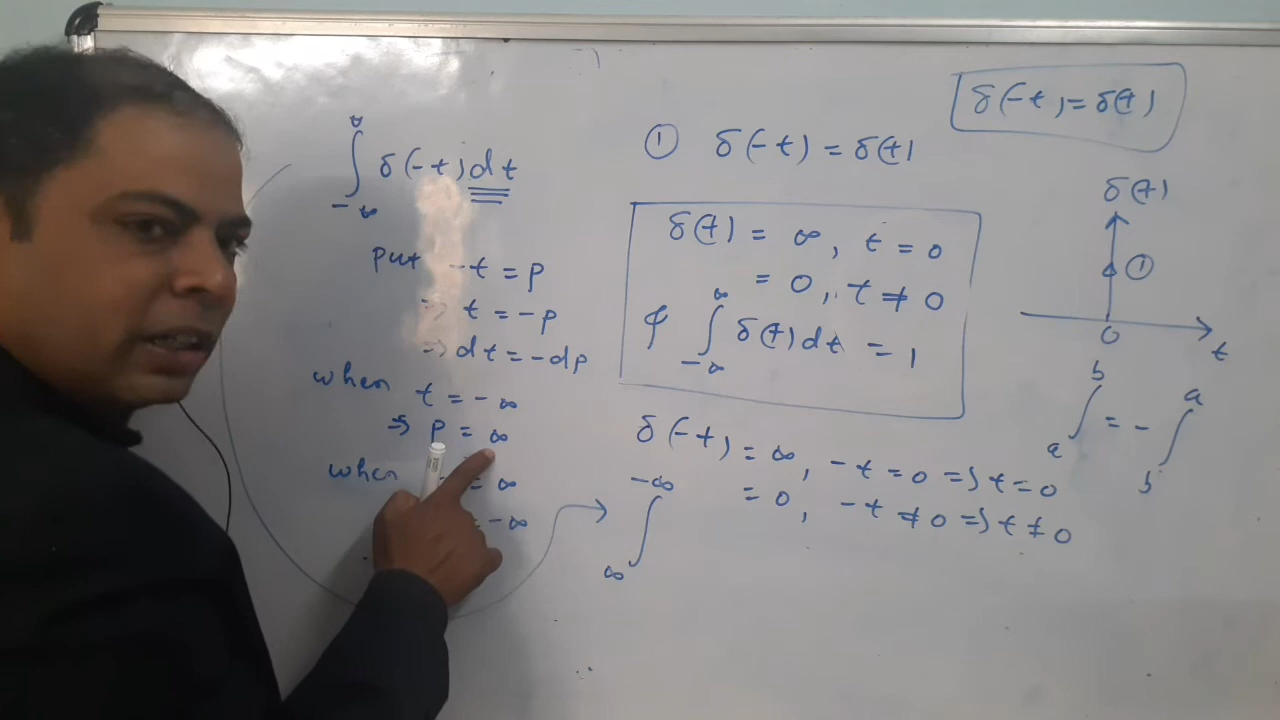 ∫_{-∞}^{∞} δ(-t) dt
put -t = p
⇒ t = -p
⇒ dt = -dp
when t = -∞
⇒ p = ∞
when = ∞
= -∞
① δ(-t) = δ(t)
δ(t) = ∞, t = 0
= 0, t ≠ 0
& ∫_{-∞}^{∞} δ(t) dt = 1
δ(-t) = ∞, -t = 0 ⇒ t = 0
= 0, -t ≠ 0 ⇒ t ≠ 0
∫_{∞}^{-∞}
δ(-t) = δ(t)
δ(t)
①
0
t
∫_{a}^{b} = - ∫_{b}^{a}